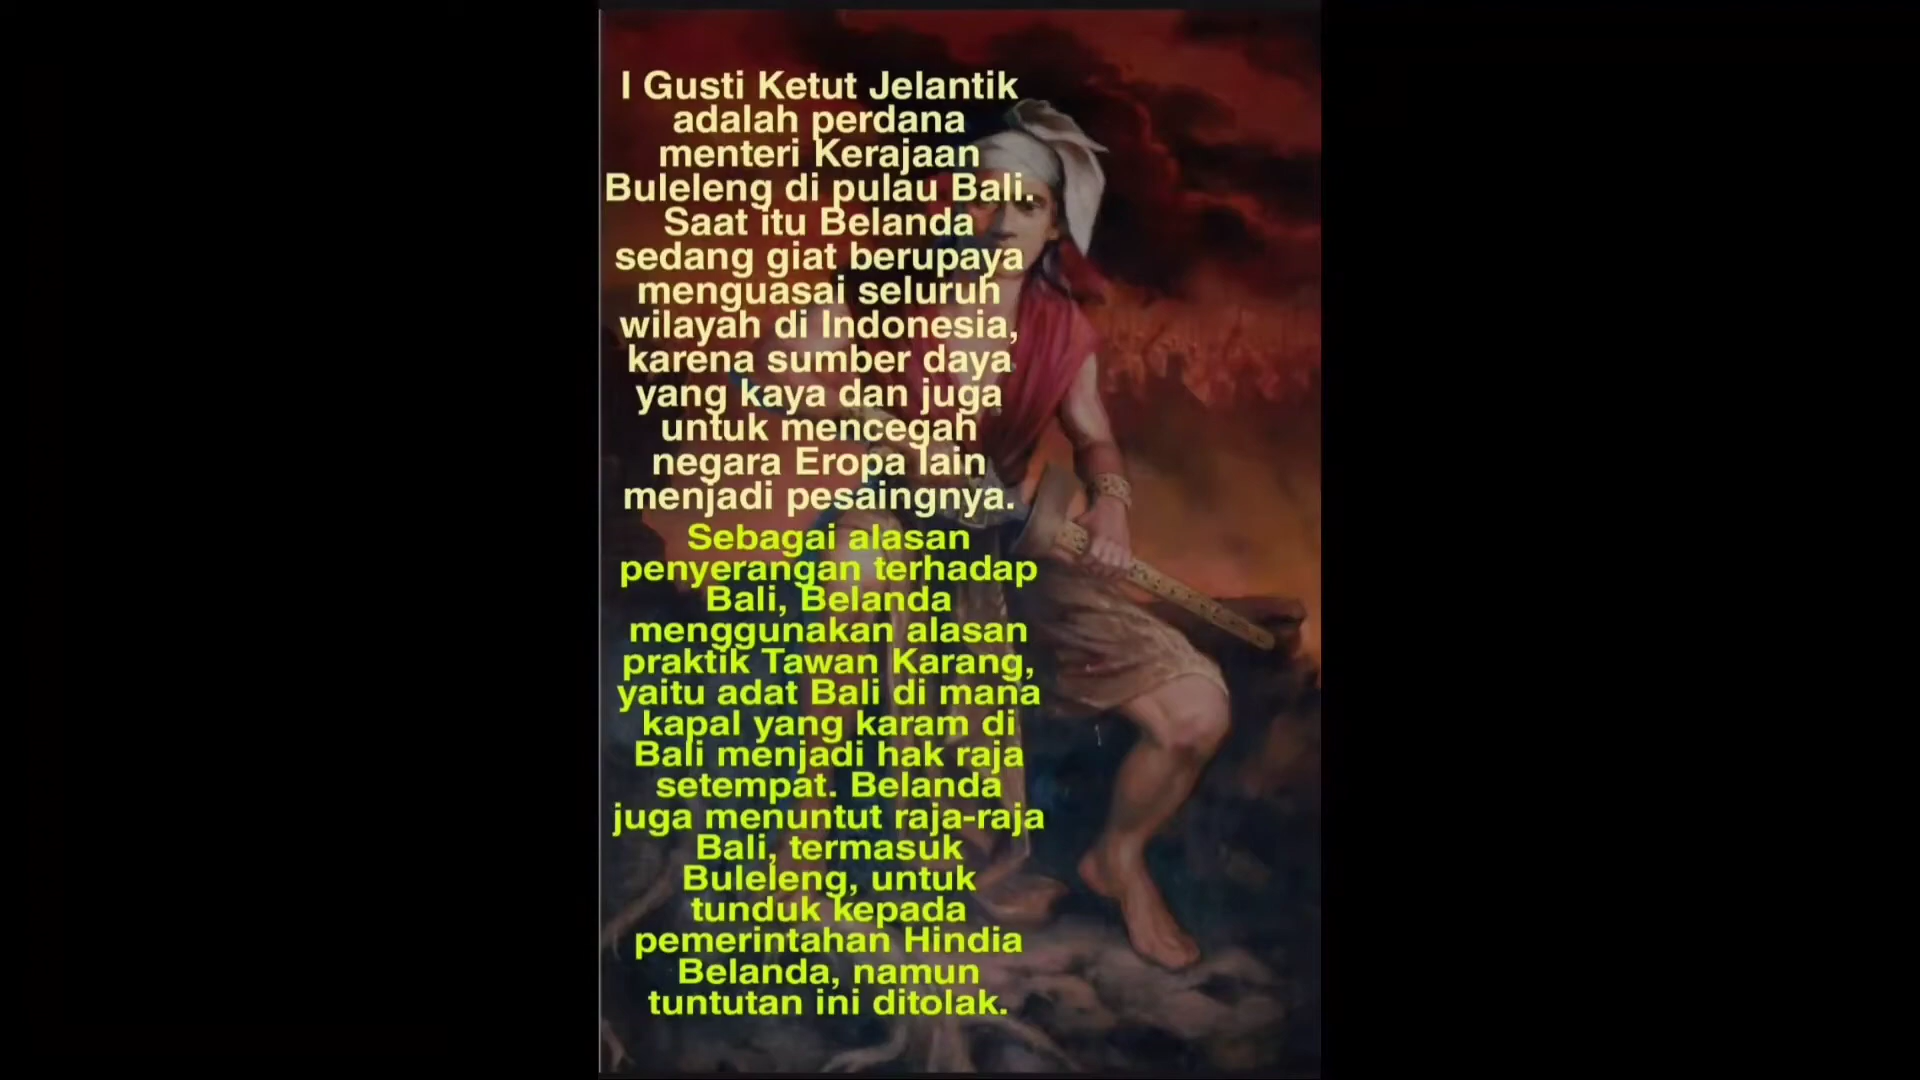 I Gusti Ketut Jelantik
adalah perdana
menteri Kerajaan
Buleleng di pulau Bali.
Saat itu Belanda
sedang giat berupaya
menguasai seluruh
wilayah di Indonesia,
karena sumber daya
yang kaya dan juga
untuk mencegah
negara Eropa lain
menjadi pesaingnya.
Sebagai alasan
penyerangan terhadap
Bali, Belanda
menggunakan alasan
praktik Tawan Karang,
yaitu adat Bali di mana
kapal yang karam di
Bali menjadi hak raja
setempat. Belanda
juga menuntut raja-raja
Bali, termasuk
Buleleng, untuk
tunduk kepada
pemerintahan Hindia
Belanda, namun
tuntutan ini ditolak.